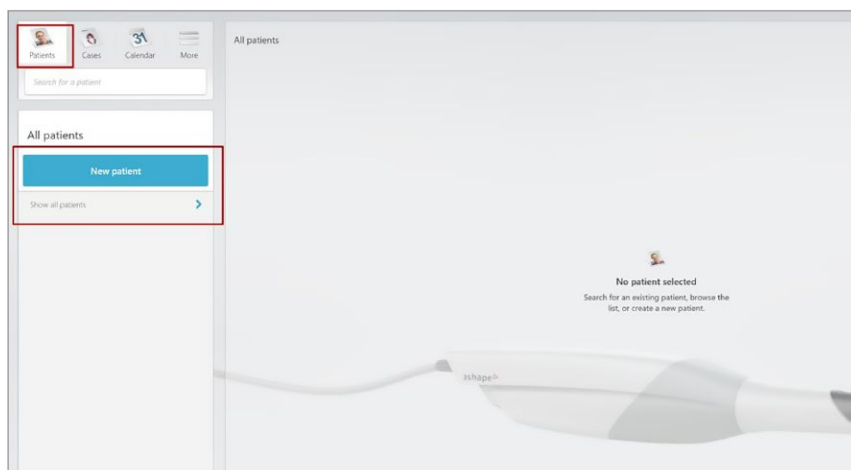 Patients
Cases
31
Calendar
More
All patients
Search for a patient
All patients
New patient
Show all patients
No patient selected
Search for an existing patient, browse the
list, or create a new patient.
3shape